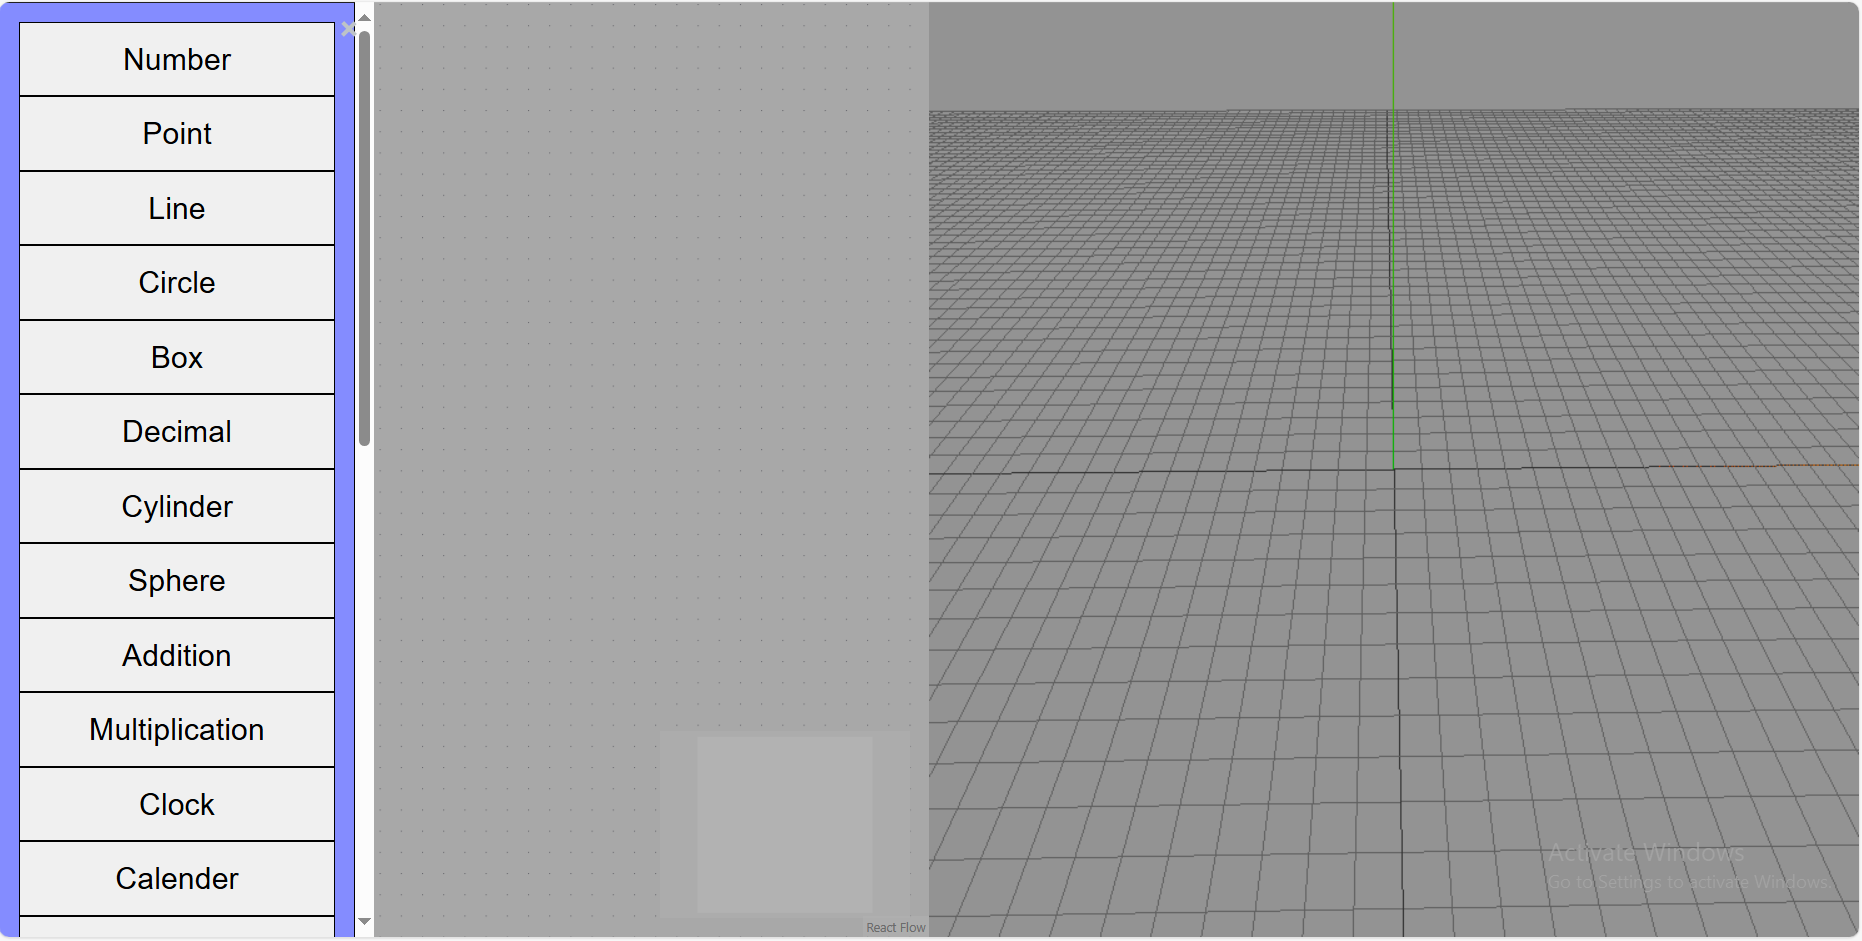 Number
Point
Line
Circle
Box
Decimal
Cylinder
Sphere
Addition
Multiplication
Clock
Calender
React Flow
Activate Windows
Go to Settings to activate Windows.